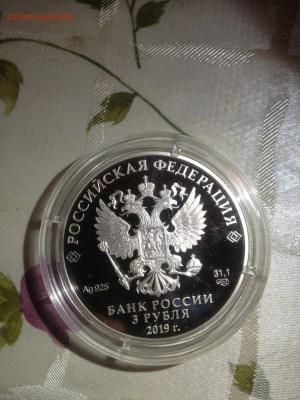 РОССИЙСКАЯ ФЕДЕРАЦИЯ
Ag 925
31,1
БАНК РОССИИ
3 РУБЛЯ
2019 г.